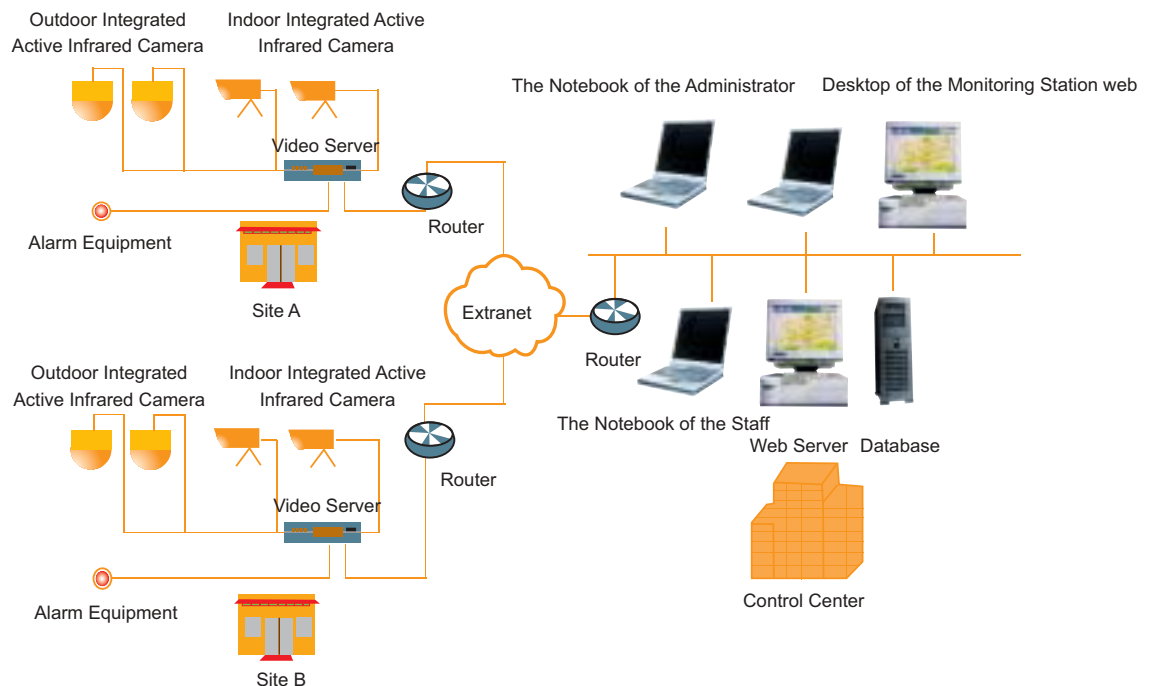 Outdoor Integrated
Active Infrared Camera
Indoor Integrated Active
Infrared Camera
Video Server
Router
Alarm Equipment
Site A
The Notebook of the Administrator
Desktop of the Monitoring Station web
Extranet
Router
The Notebook of the Staff
Web Server
Database
Control Center
Outdoor Integrated
Active Infrared Camera
Indoor Integrated Active
Infrared Camera
Video Server
Router
Alarm Equipment
Site B